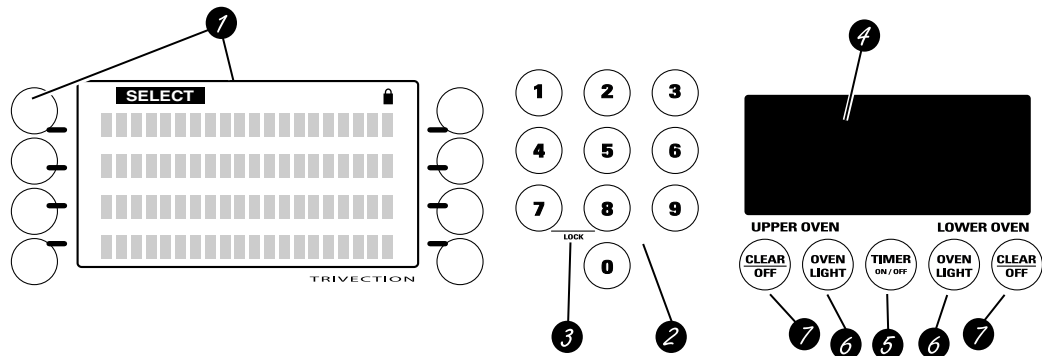 1
4
SELECT
1 2 3
4 5 6
7 8 9
LOCK
0
TRIVECTION
UPPER OVEN LOWER OVEN
CLEAR OFF
OVEN LIGHT
TIMER ON / OFF
OVEN LIGHT
CLEAR OFF
3 2 7 6 5 6 7